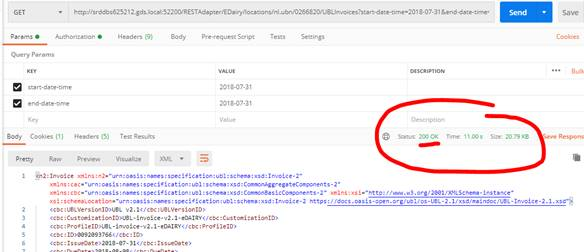 GET http://srddbs625212.gds.local:52200/RESTAdapter/EDairy/locations/nl.ubn/0266820/UBLInvoices?start-date-time=2018-07-31&end-date-time= Send Save
Params Authorization Headers (9) Body Pre-request Script Tests Settings Cookies
Query Params
KEY VALUE DESCRIPTION ••• Bulk
start-date-time 2018-07-31
end-date-time 2018-07-31
Key Value Description
Body Cookies (1) Headers (5) Test Results Status: 200 OK Time: 11.00 s Size: 20.79 KB Save Respons
Pretty Raw Preview Visualize XML
1 <n2:Invoice xmlns:n2="urn:oasis:names:specification:ubl:schema:xsd:Invoice-2"
xmlns:cac="urn:oasis:names:specification:ubl:schema:xsd:CommonAggregateComponents-2"
xmlns:cbc="urn:oasis:names:specification:ubl:schema:xsd:CommonBasicComponents-2" xmlns:xsi="http://www.w3.org/2001/XMLSchema-instance"
xsi:schemaLocation="urn:oasis:names:specification:ubl:schema:xsd:Invoice-2 https://docs.oasis-open.org/ubl/os-UBL-2.1/xsd/maindoc/UBL-Invoice-2.1.xsd">
2 <cbc:UBLVersionID>UBL v2.1</cbc:UBLVersionID>
3 <cbc:CustomizationID>UBL-invoice-v2.1-eDAIRY</cbc:CustomizationID>
4 <cbc:ProfileID>UBL-invoice-v2.1-eDAIRY</cbc:ProfileID>
5 <cbc:ID>0092093766</cbc:ID>
6 <cbc:IssueDate>2018-07-31</cbc:IssueDate>